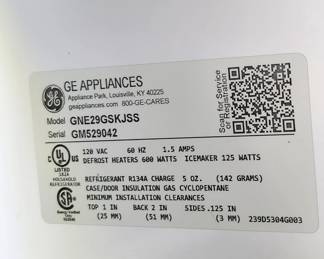 GE APPLIANCES
Appliance Park, Louisville, KY 40225
geappliances.com 800-GE-CARES
Model GNE29GSKJSS
Serial GM529042
Scan for Service
or Registration
120 VAC 60 HZ 1.5 AMPS
DEFROST HEATERS 600 WATTS ICEMAKER 125 WATTS
C UL US
LISTED
HOUSEHOLD
REFRIGERATOR
REFRIGERANT R134A CHARGE 5 OZ. (142 GRAMS)
CASE/DOOR INSULATION GAS CYCLOPENTANE
MINIMUM INSTALLATION CLEARANCES
TOP 1 IN BACK 2 IN SIDES .125 IN
(25 MM) (51 MM) (3 MM) 239D5304G003